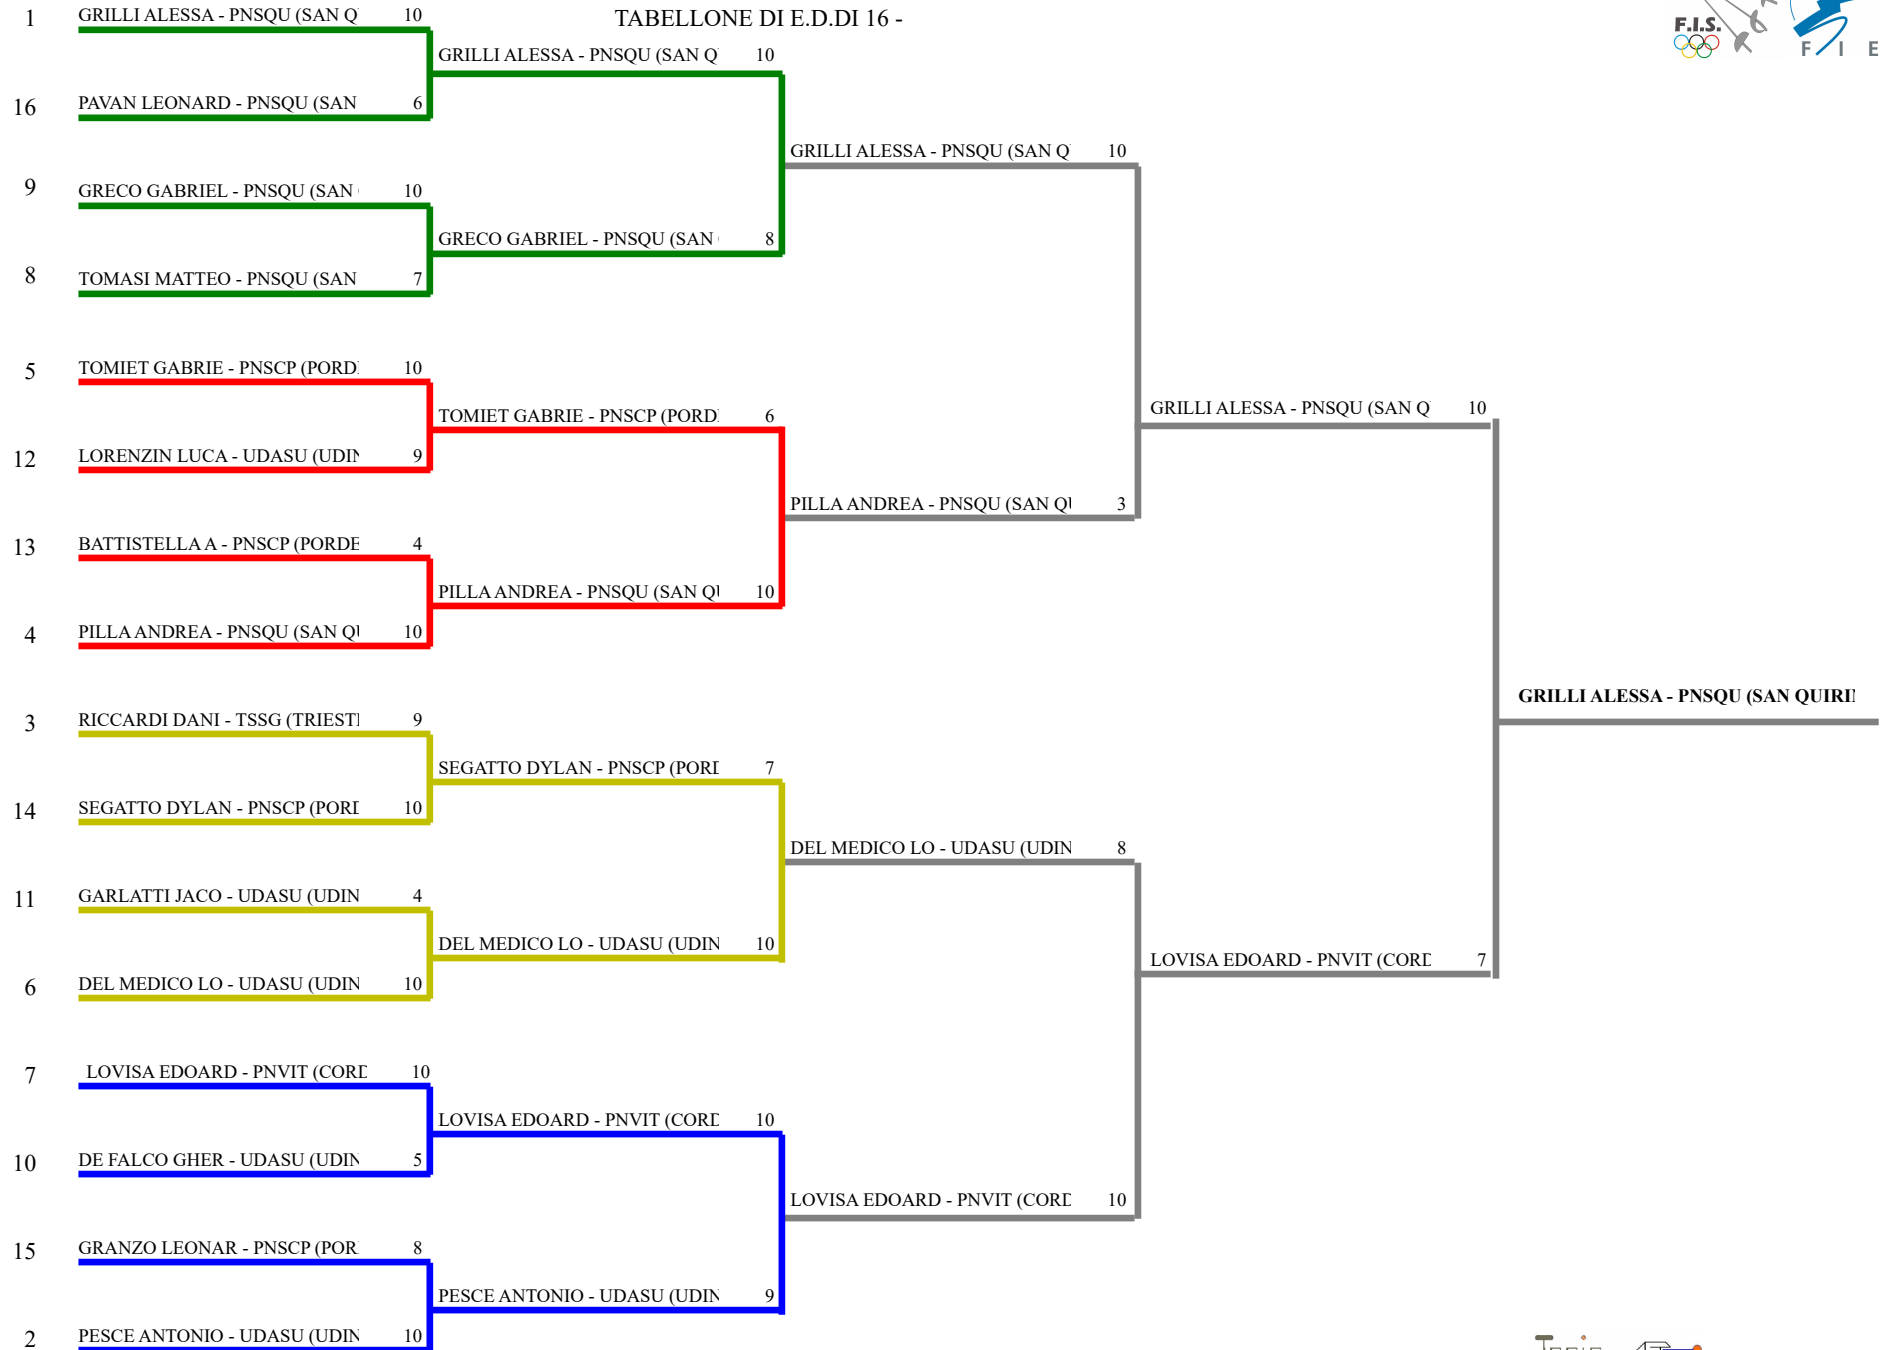 TABELLONE DI E.D.DI 16 -
F.I.S.
F I E
1 GRILLI ALESSA - PNSQU (SAN Q 10
16 PAVAN LEONARD - PNSQU (SAN 6
9 GRECO GABRIEL - PNSQU (SAN 10
8 TOMASI MATTEO - PNSQU (SAN 7
5 TOMIET GABRIE - PNSCP (PORD 10
12 LORENZIN LUCA - UDASU (UDIN 9
13 BATTISTELLA A - PNSCP (PORDE 4
4 PILLA ANDREA - PNSQU (SAN QU 10
3 RICCARDI DANI - TSSG (TRIESTI 9
14 SEGATTO DYLAN - PNSCP (PORD 10
11 GARLATTI JACO - UDASU (UDIN 4
6 DEL MEDICO LO - UDASU (UDIN 10
7 LOVISA EDOARD - PNVIT (CORD 10
10 DE FALCO GHER - UDASU (UDIN 5
15 GRANZO LEONAR - PNSCP (POR 8
2 PESCE ANTONIO - UDASU (UDIN 10
GRILLI ALESSA - PNSQU (SAN Q 10
GRECO GABRIEL - PNSQU (SAN 8
TOMIET GABRIE - PNSCP (PORD 6
PILLA ANDREA - PNSQU (SAN QU 10
SEGATTO DYLAN - PNSCP (PORD 7
DEL MEDICO LO - UDASU (UDIN 10
LOVISA EDOARD - PNVIT (CORD 10
PESCE ANTONIO - UDASU (UDIN 9
GRILLI ALESSA - PNSQU (SAN Q 10
PILLA ANDREA - PNSQU (SAN QU 3
DEL MEDICO LO - UDASU (UDIN 8
LOVISA EDOARD - PNVIT (CORD 10
GRILLI ALESSA - PNSQU (SAN Q 10
LOVISA EDOARD - PNVIT (CORD 7
GRILLI ALESSA - PNSQU (SAN QUIRI